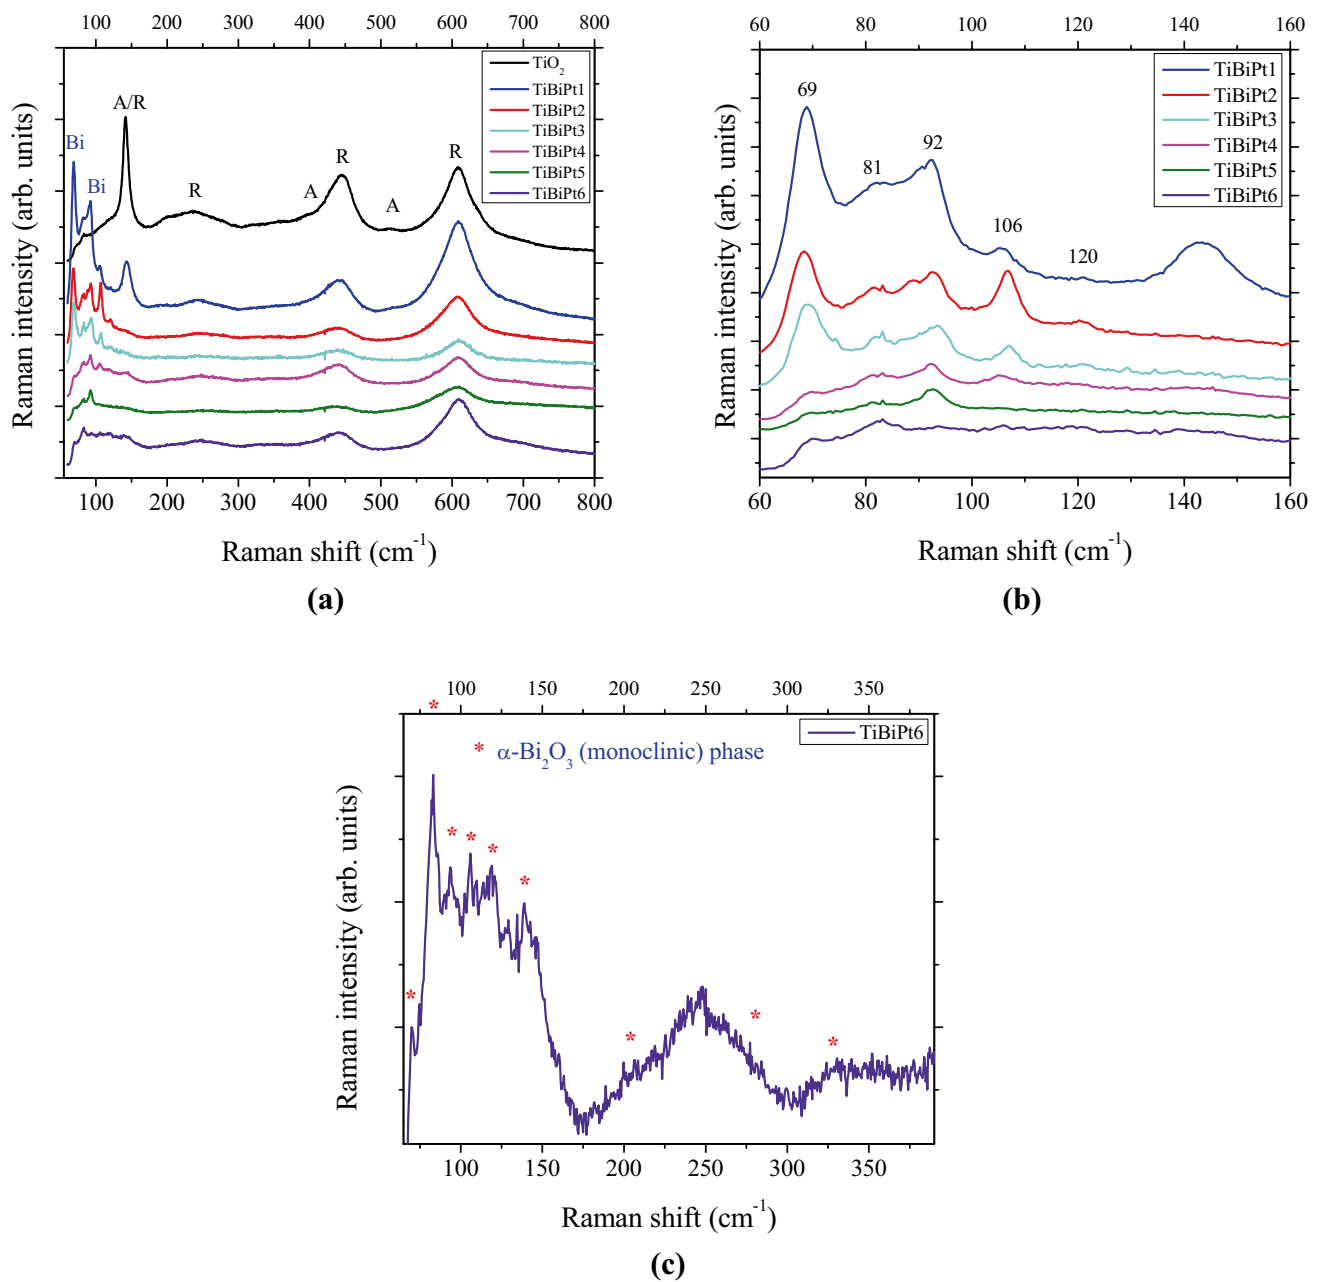 100 200 300 400 500 600 700 800
TiO2
TiBiPt1
TiBiPt2
TiBiPt3
TiBiPt4
TiBiPt5
TiBiPt6
A/R
Bi
Bi
R
A
R
A
R
Raman intensity (arb. units)
100 200 300 400 500 600 700 800
Raman shift (cm-1)
(a)
60 80 100 120 140 160
TiBiPt1
TiBiPt2
TiBiPt3
TiBiPt4
TiBiPt5
TiBiPt6
69
81
92
106
120
Raman intensity (arb. units)
60 80 100 120 140 160
Raman shift (cm-1)
(b)
100 150 200 250 300 350
TiBiPt6
* α-Bi2O3 (monoclinic) phase
* * * * * * * * * *
Raman intensity (arb. units)
100 150 200 250 300 350
Raman shift (cm-1)
(c)